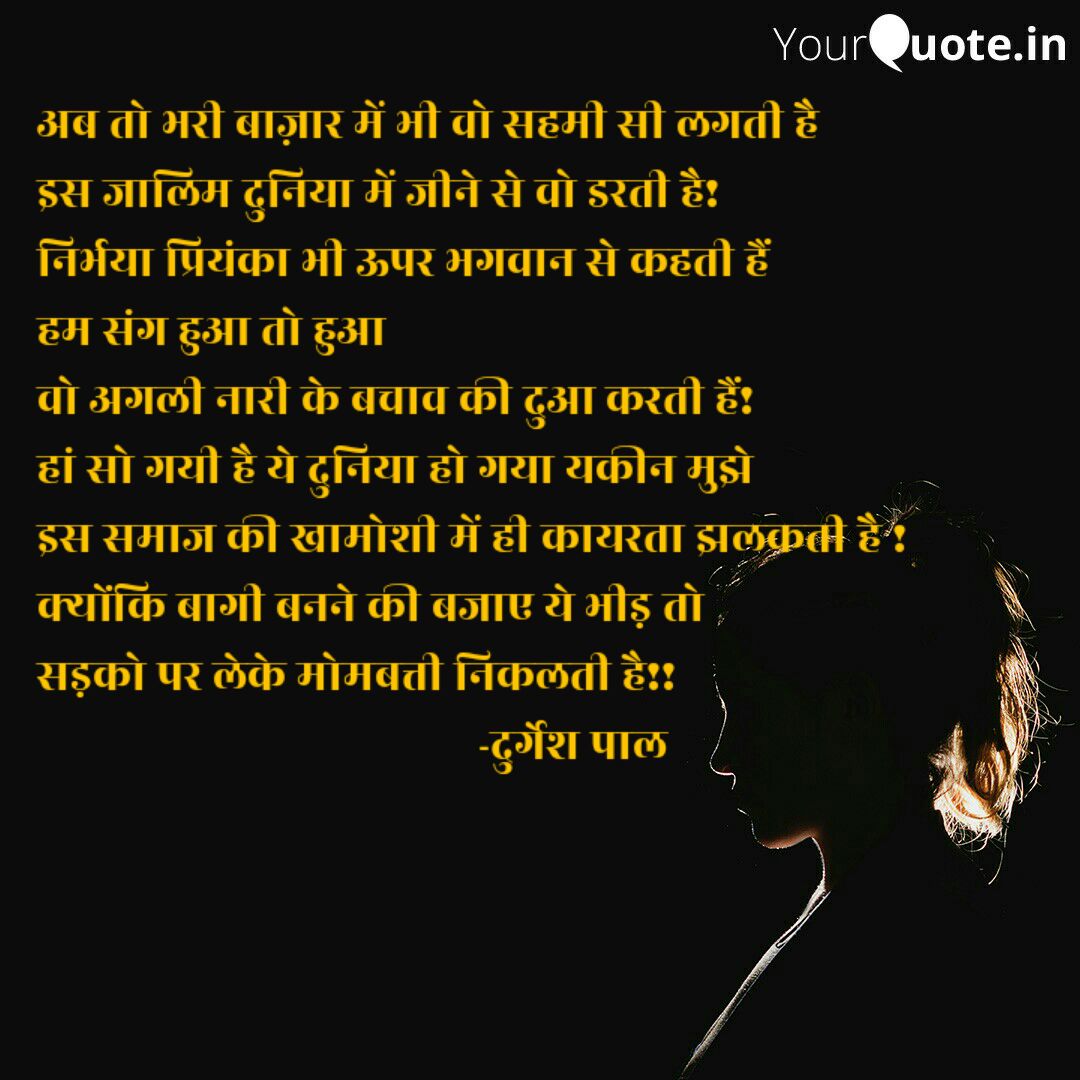 YourQuote.in
अब तो भरी बाज़ार में भी वो सहमी सी लगती है
इस जालिम दुनिया में जीने से वो डरती है!
निर्भया प्रियंका भी ऊपर भगवान से कहती हैं
हम संग हुआ तो हुआ
वो अगली नारी के बचाव की दुआ करती हैं!
हां सो गयी है ये दुनिया हो गया यकीन मुझे
इस समाज की खामोशी में ही कायरता झलकती है !
क्योंकि बागी बनने की बजाए ये भीड़ तो
सड़को पर लेके मोमबत्ती निकलती है!!
-दुर्गेश पाल